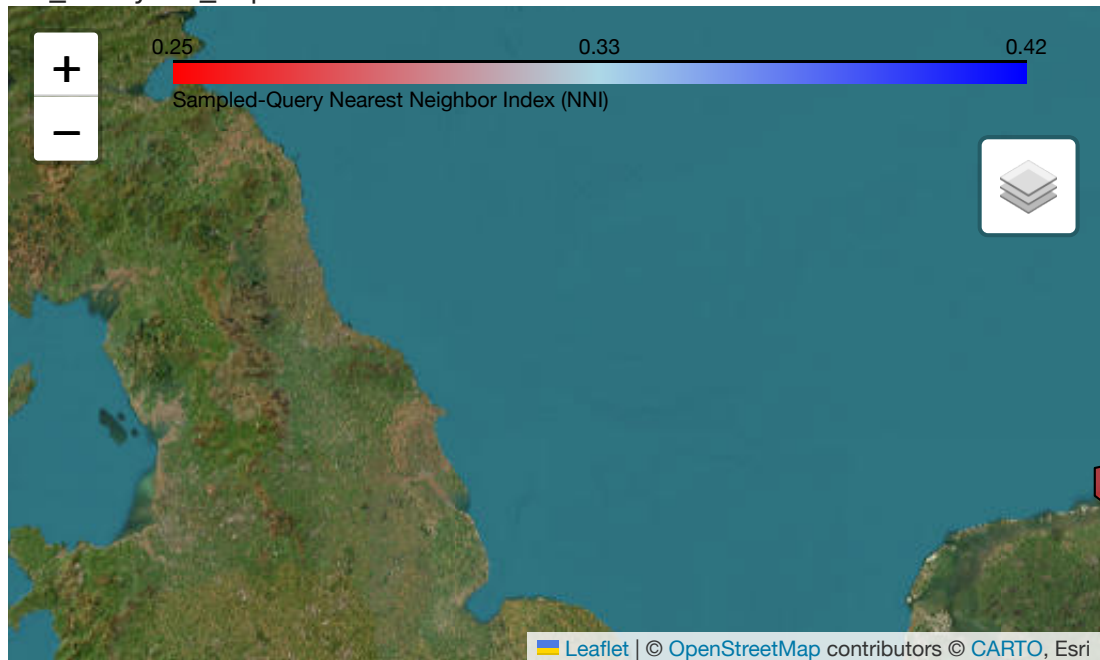 +
−
0.25 0.33 0.42
Sampled-Query Nearest Neighbor Index (NNI)
Leaflet | © OpenStreetMap contributors © CARTO, Esri